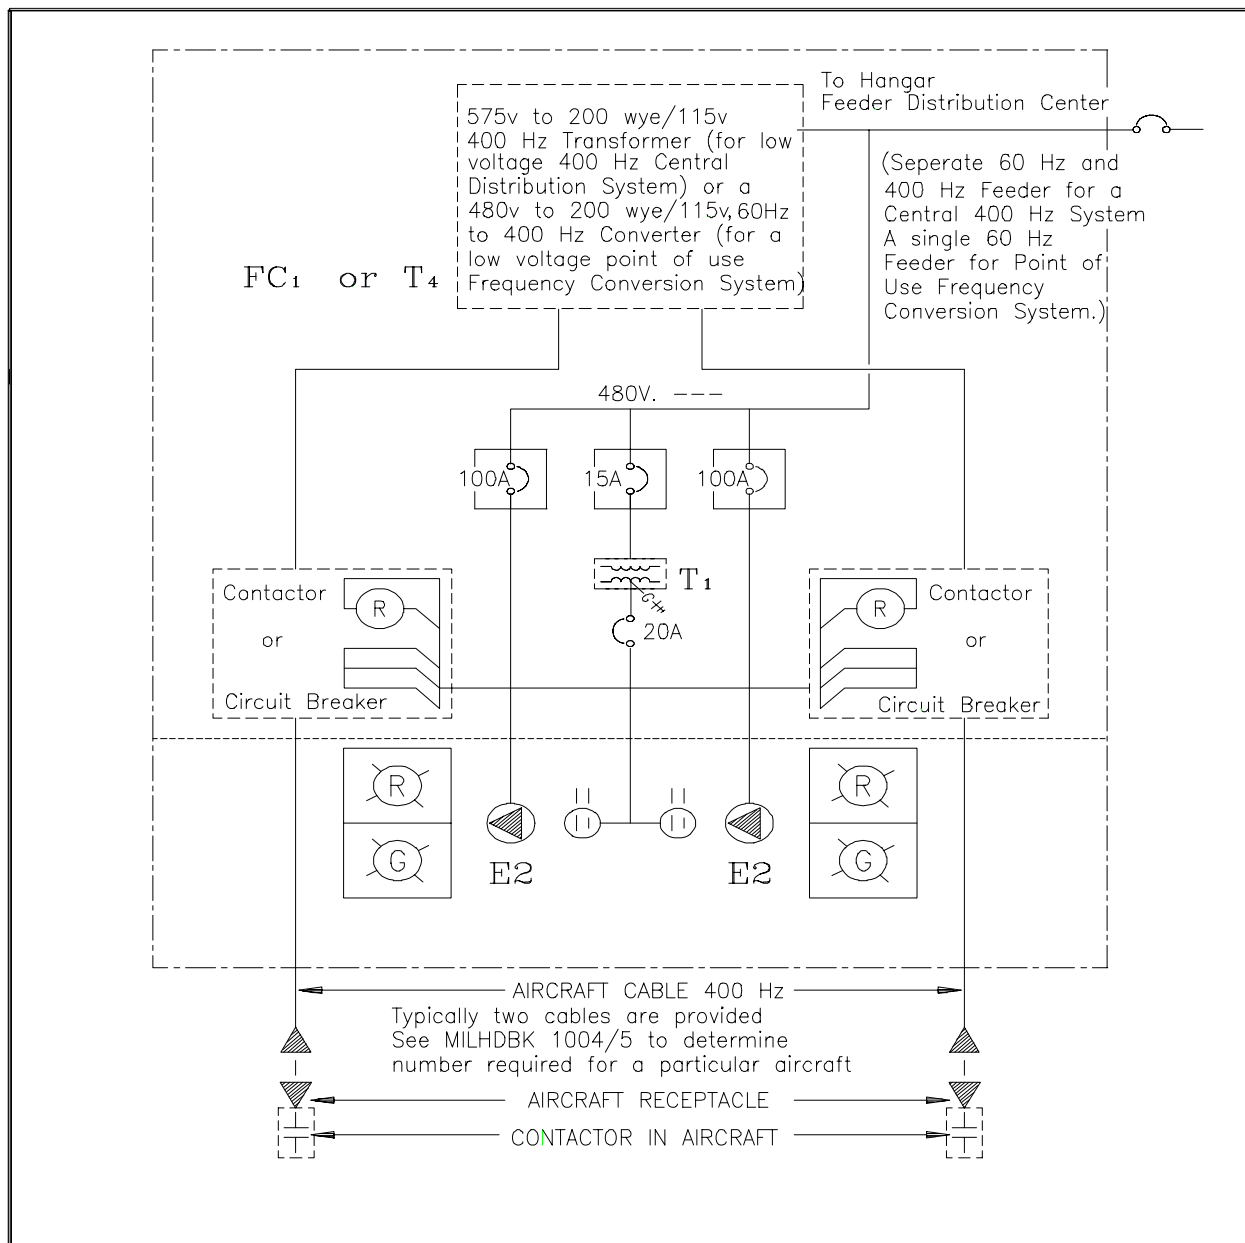 To Hangar
Feeder Distribution Center
575v to 200 wye/115v
400 Hz Transformer (for low
voltage 400 Hz Central
Distribution System) or a
480v to 200 wye/115v, 60Hz
to 400 Hz Converter (for a
low voltage point of use
Frequency Conversion System)
(Seperate 60 Hz and
400 Hz Feeder for a
Central 400 Hz System
A single 60 Hz
Feeder for Point of
Use Frequency
Conversion System.)
FC1 or T4
480V. ---
100A
15A
100A
T1
G
20A
Contactor
or
Circuit Breaker
R
R
Contactor
or
Circuit Breaker
R
G
E2
E2
R
G
AIRCRAFT CABLE 400 Hz
Typically two cables are provided
See MILHDBK 1004/5 to determine
number required for a particular aircraft
AIRCRAFT RECEPTACLE
CONTACTOR IN AIRCRAFT